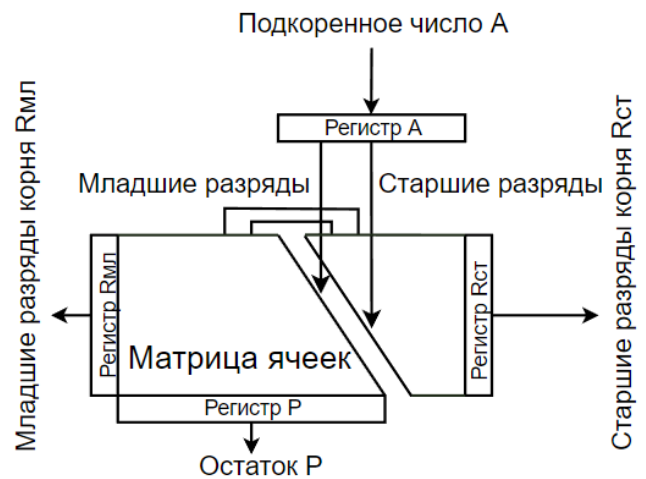 Подкоренное число А
Регистр А
Младшие разряды
Старшие разряды
Младшие разряды корня Rмл
Регистр Rмл
Матрица ячеек
Регистр Rст
Старшие разряды корня Rст
Регистр Р
Остаток Р